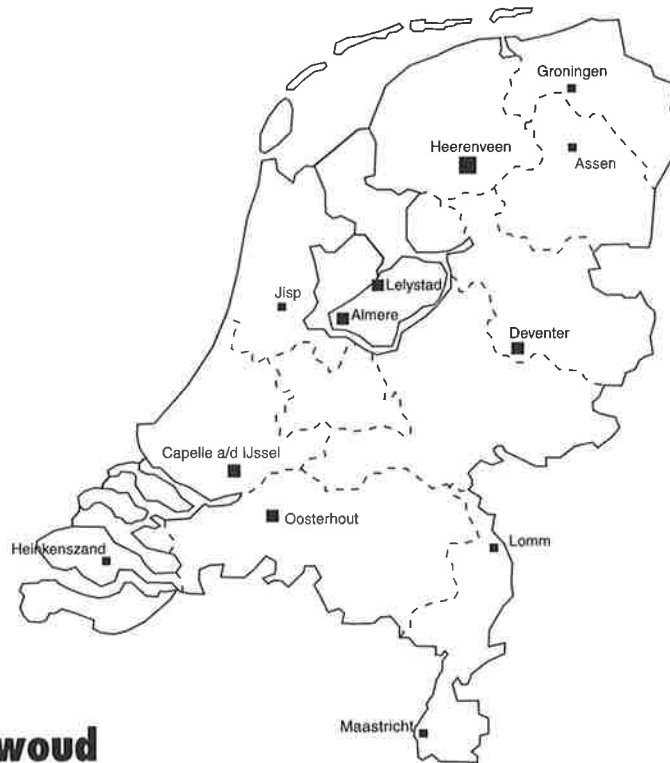 Groningen
Heerenveen
Assen
Lelystad
Jisp
Almere
Deventer
Capelle a/d IJssel
Oosterhout
Lomm
Heinkenszand
Maastricht
woud